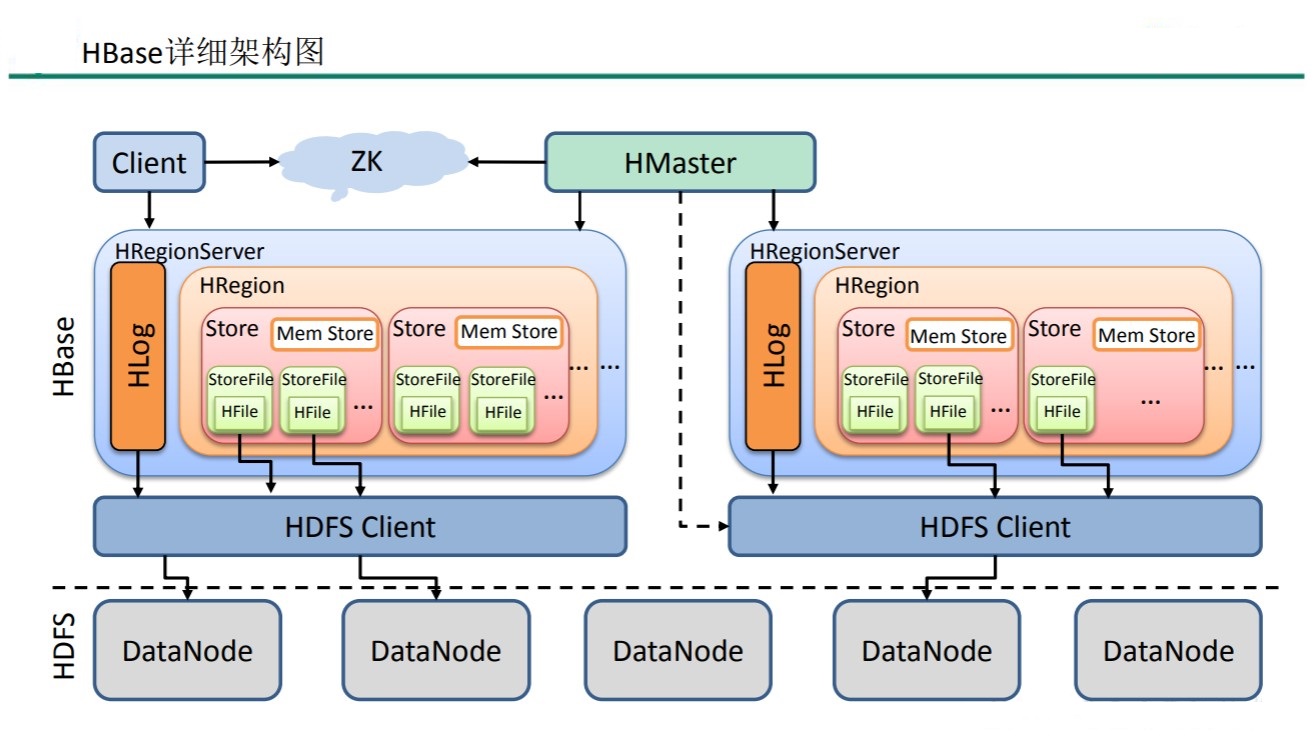 HBase详细架构图
Client
ZK
HMaster
HBase
HRegionServer
HLog
HRegion
Store
Mem Store
StoreFile
HFile
StoreFile
HFile
...
Store
Mem Store
StoreFile
HFile
StoreFile
HFile
...
... ...
HRegionServer
HLog
HRegion
Store
Mem Store
StoreFile
HFile
StoreFile
HFile
...
Store
Mem Store
StoreFile
HFile
...
... ...
HDFS Client
HDFS Client
HDFS
DataNode
DataNode
DataNode
DataNode
DataNode